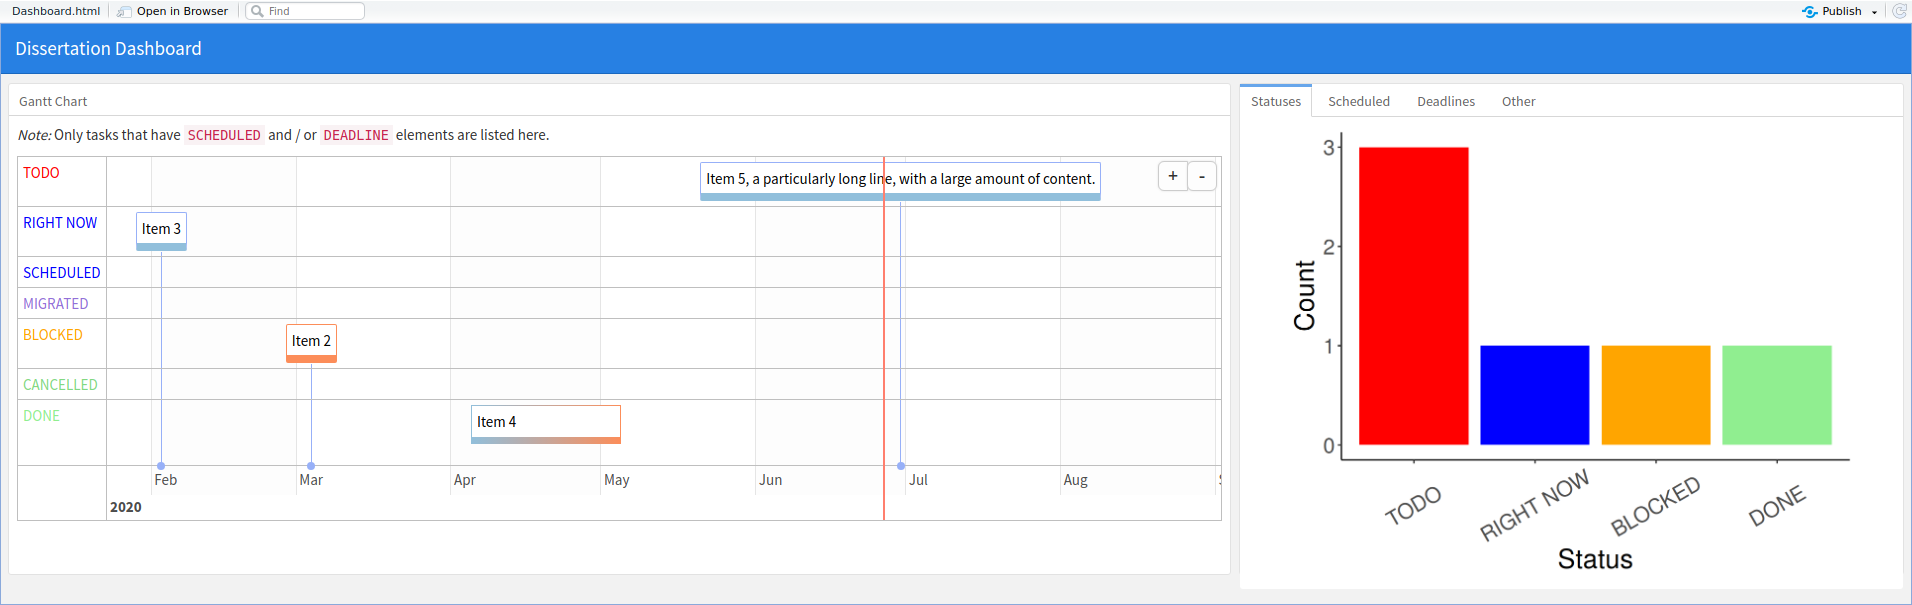 Dashboard.html Open in Browser Find Publish
Dissertation Dashboard
Gantt Chart
Note: Only tasks that have SCHEDULED and / or DEADLINE elements are listed here.
TODO
Item 5, a particularly long line, with a large amount of content.
+ -
RIGHT NOW
Item 3
SCHEDULED
MIGRATED
BLOCKED
Item 2
CANCELLED
DONE
Item 4
Feb Mar Apr May Jun Jul Aug
2020
Statuses Scheduled Deadlines Other
3
2
1
0
Count
TODO RIGHT NOW BLOCKED DONE
Status